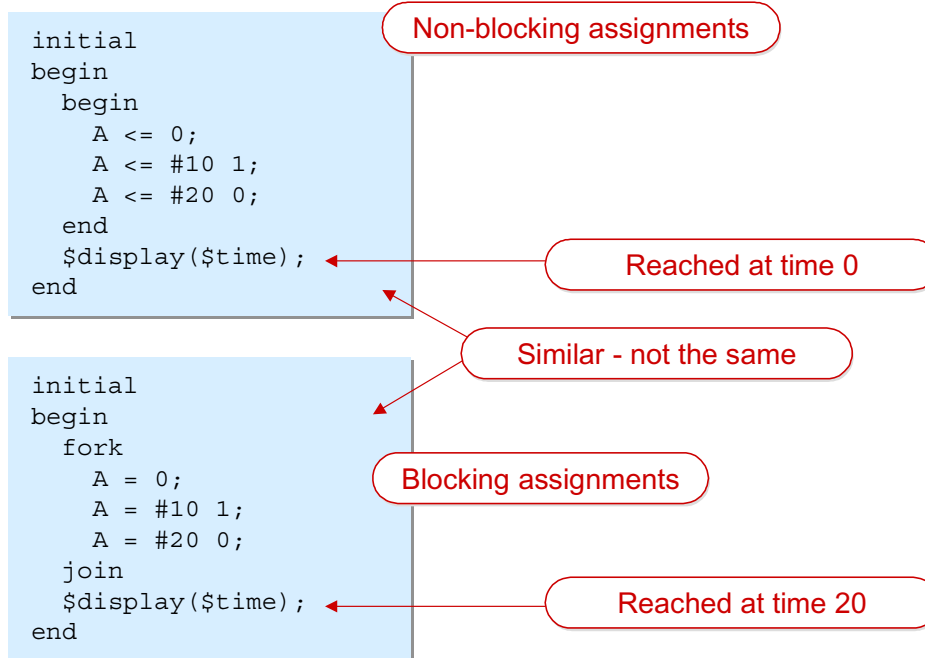 Non-blocking assignments
initial
begin
  begin
    A <= 0;
    A <= #10 1;
    A <= #20 0;
  end
  $display($time);
end
Reached at time 0
Similar - not the same
initial
begin
  fork
    A = 0;
    A = #10 1;
    A = #20 0;
  join
  $display($time);
end
Blocking assignments
Reached at time 20